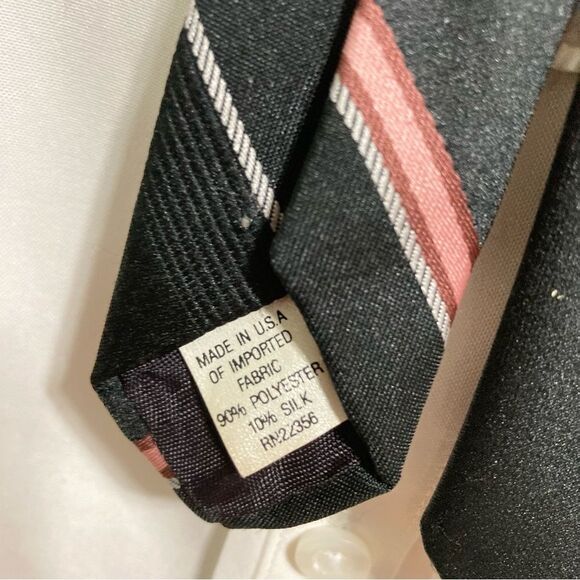 MADE IN U.S.A
OF IMPORTED
FABRIC
90% POLYESTER
10% SILK
RN22356